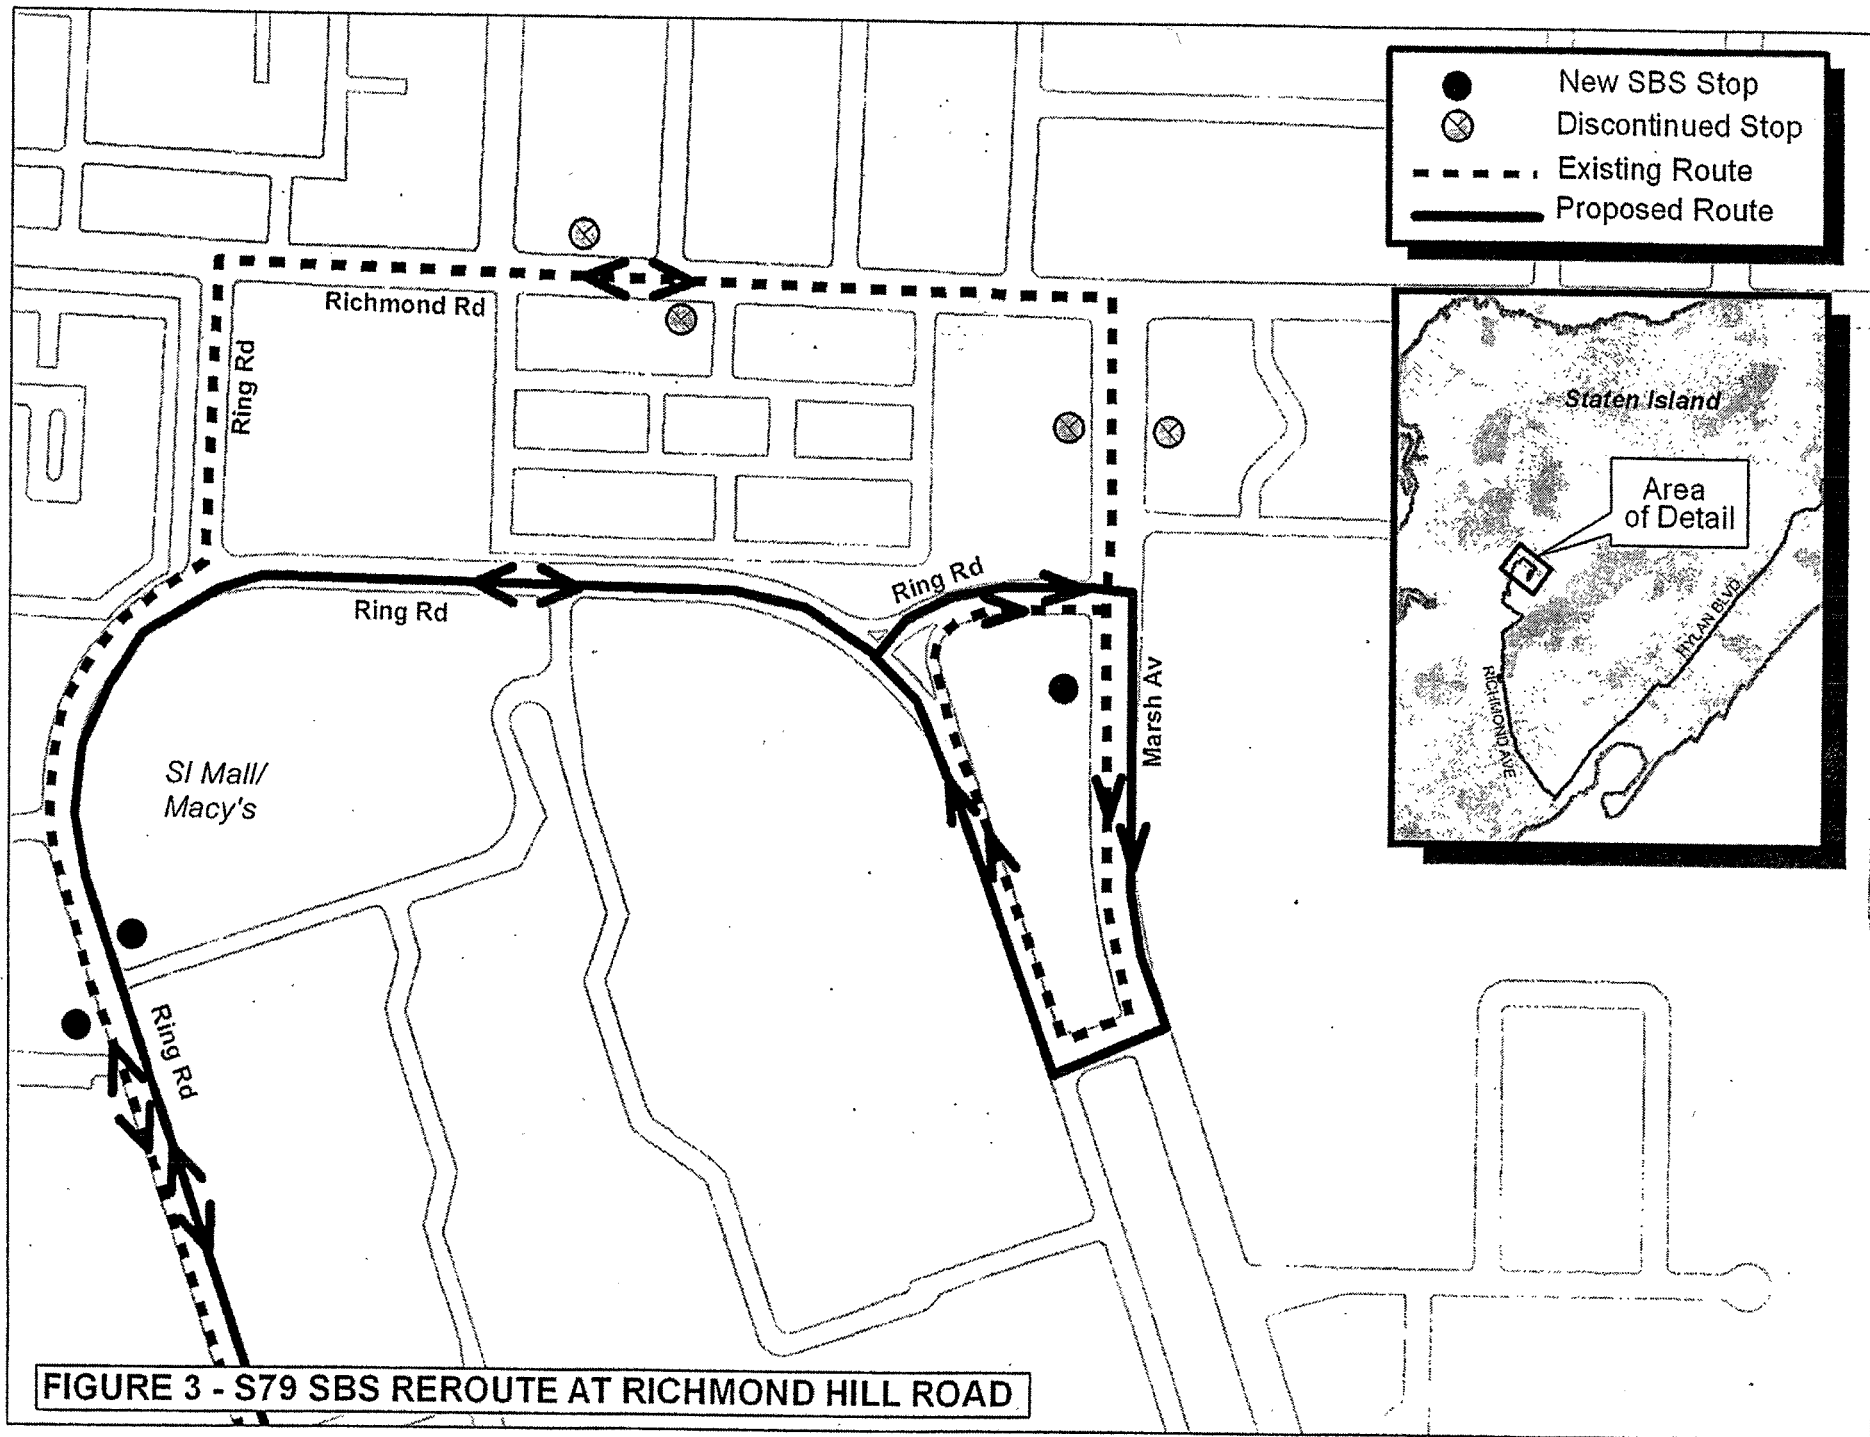 New SBS Stop
Discontinued Stop
Existing Route
Proposed Route
Richmond Rd
Ring Rd
Staten Island
Area
of Detail
HYLAN BLVD
RICHMOND AVE
Ring Rd
Ring Rd
Marsh Av
SI Mall/
Macy's
Ring Rd
FIGURE 3 - S79 SBS REROUTE AT RICHMOND HILL ROAD